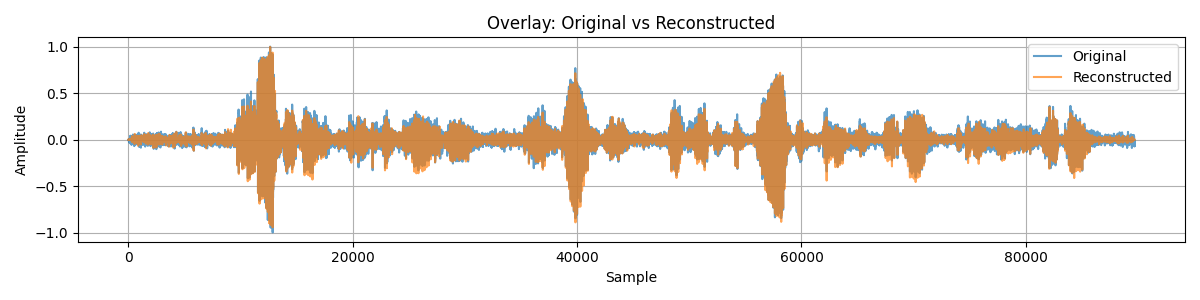 Overlay: Original vs Reconstructed
Original
Reconstructed
Amplitude
1.0
0.5
0.0
−0.5
−1.0
0 20000 40000 60000 80000
Sample